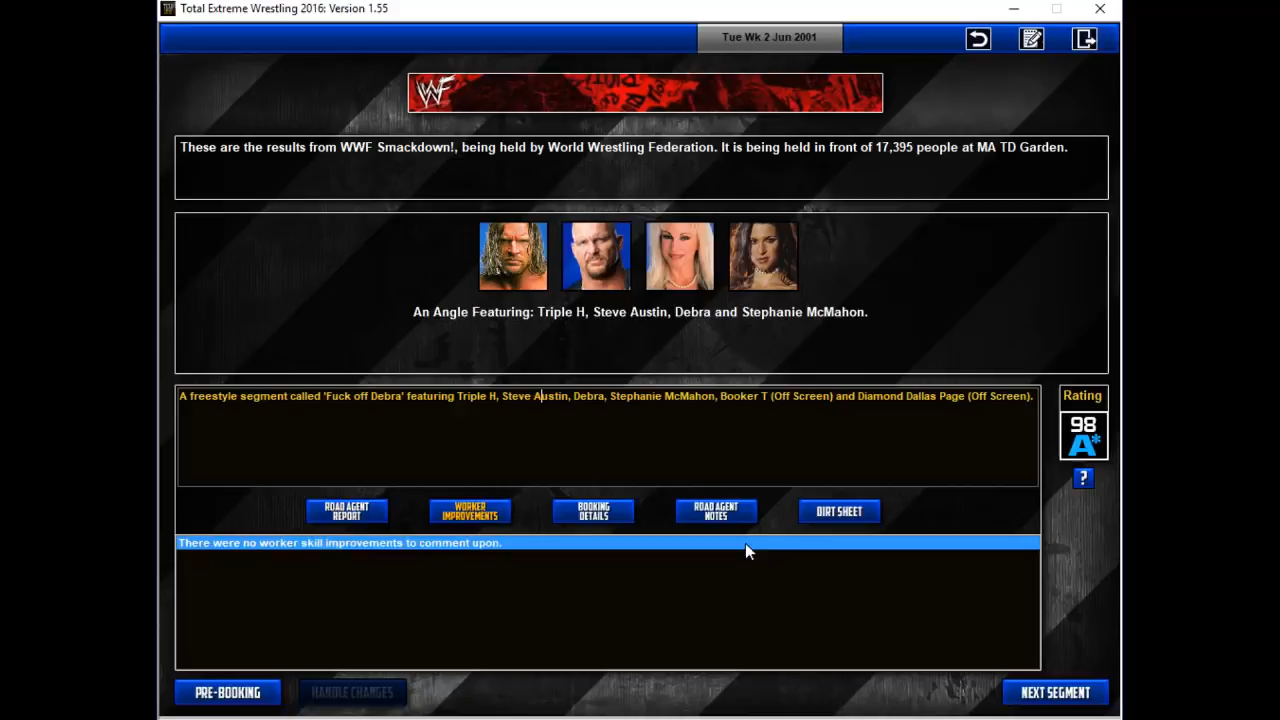 Total Extreme Wrestling 2016: Version 1.55
Tue Wk 2 Jun 2001
WF
These are the results from WWF Smackdown!, being held by World Wrestling Federation. It is being held in front of 17,395 people at MA TD Garden.
An Angle Featuring: Triple H, Steve Austin, Debra and Stephanie McMahon.
A freestyle segment called 'Fuck off Debra' featuring Triple H, Steve Austin, Debra, Stephanie McMahon, Booker T (Off Screen) and Diamond Dallas Page (Off Screen).
Rating
98
A*
?
ROAD AGENT REPORT
WORKER IMPROVEMENTS
BOOKING DETAILS
ROAD AGENT NOTES
DIRT SHEET
There were no worker skill improvements to comment upon.
PRE-BOOKING
HANDLE CHANGES
NEXT SEGMENT